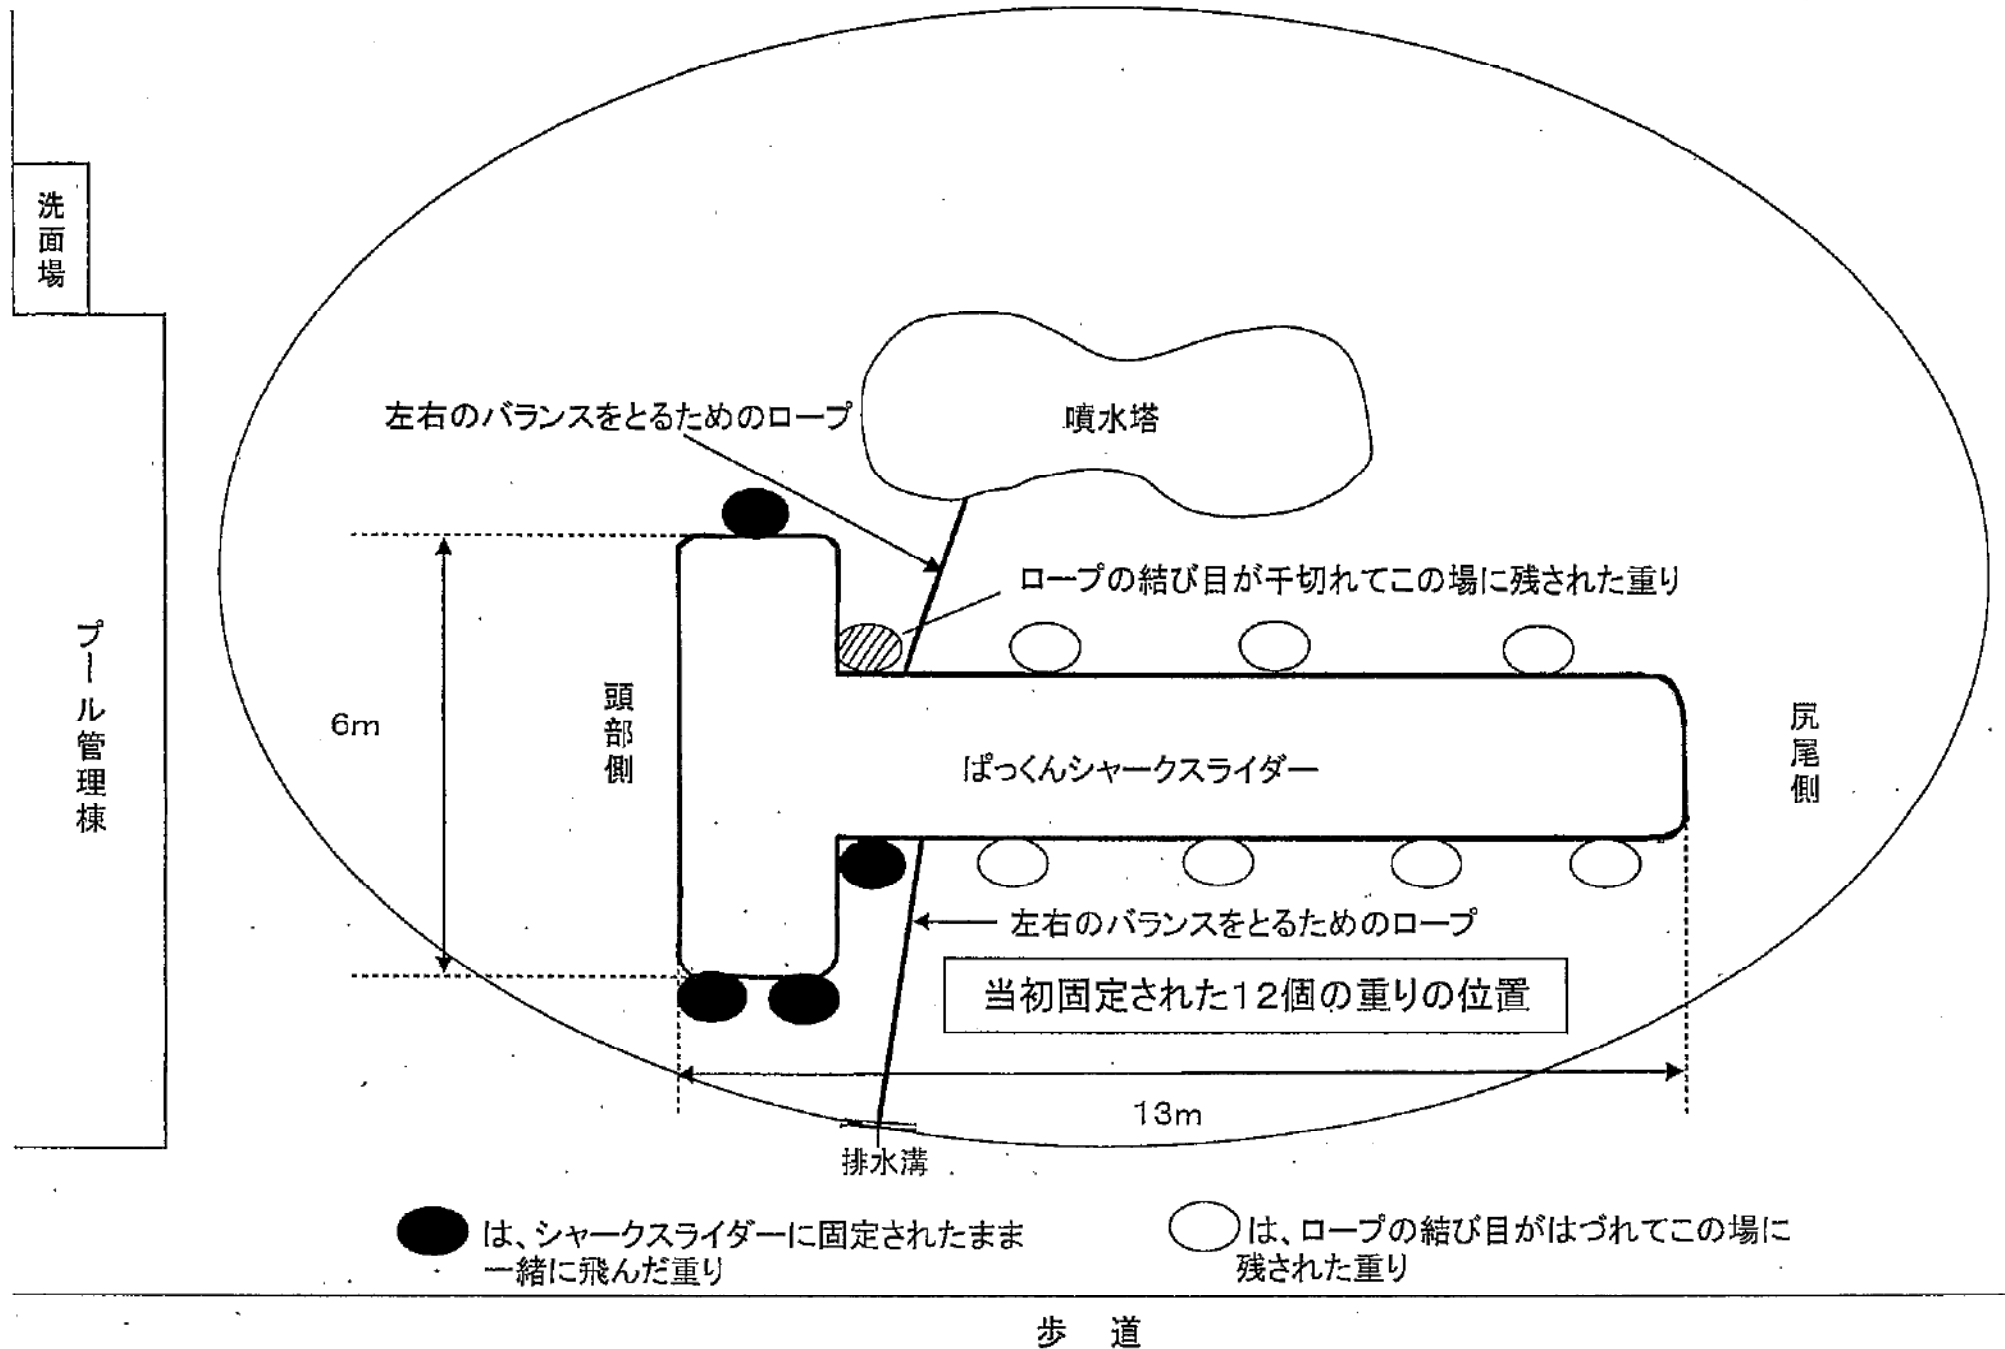 洗面場
左右のバランスをとるためのロープ
噴水塔
ロープの結び目が千切れてこの場に残された重り
プール管理棟
6m
頭部側
ぱっくんシャークスライダー
尻尾側
左右のバランスをとるためのロープ
当初固定された12個の重りの位置
13m
排水溝
は、シャークスライダーに固定されたまま
一緒に飛んだ重り
は、ロープの結び目がはづれてこの場に
残された重り
歩 道